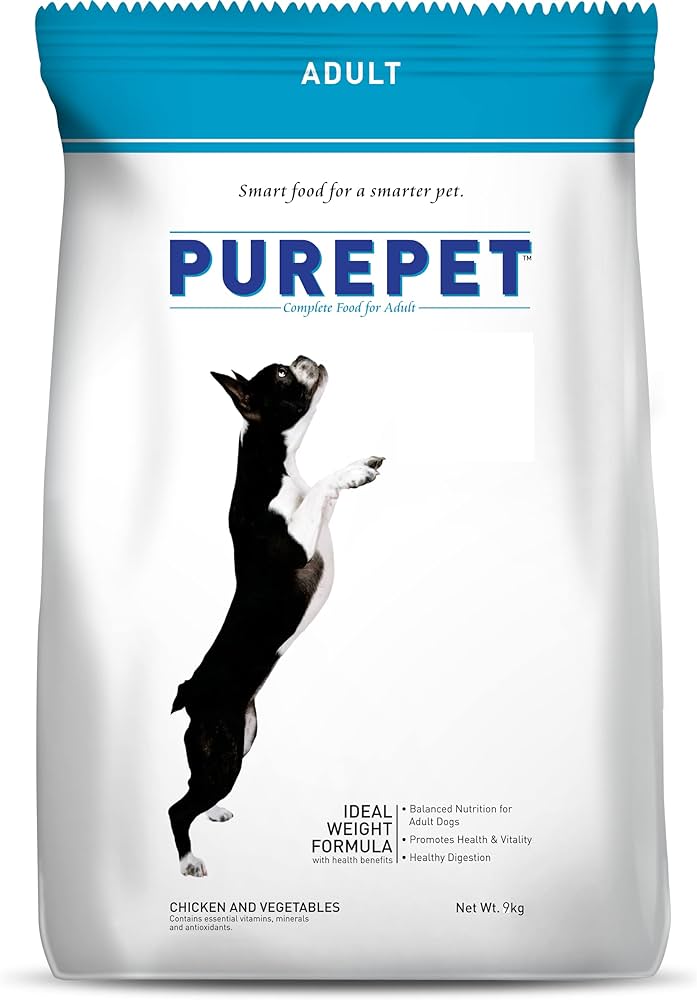 ADULT
Smart food for a smarter pet.
PUREPET™
Complete Food for Adult
IDEAL
WEIGHT
FORMULA
with health benefits
• Balanced Nutrition for
Adult Dogs
• Promotes Health & Vitality
• Healthy Digestion
CHICKEN AND VEGETABLES
Contains essential vitamins, minerals
and antioxidants.
Net Wt. 9kg